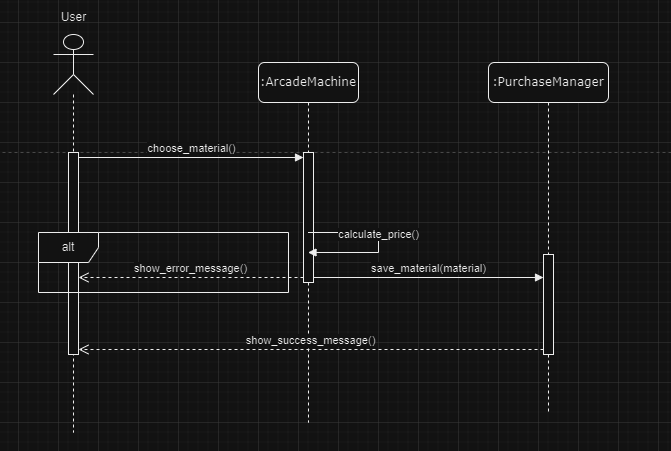 User
:ArcadeMachine
:PurchaseManager
choose_material()
calculate_price()
alt
show_error_message()
save_material(material)
show_success_message()